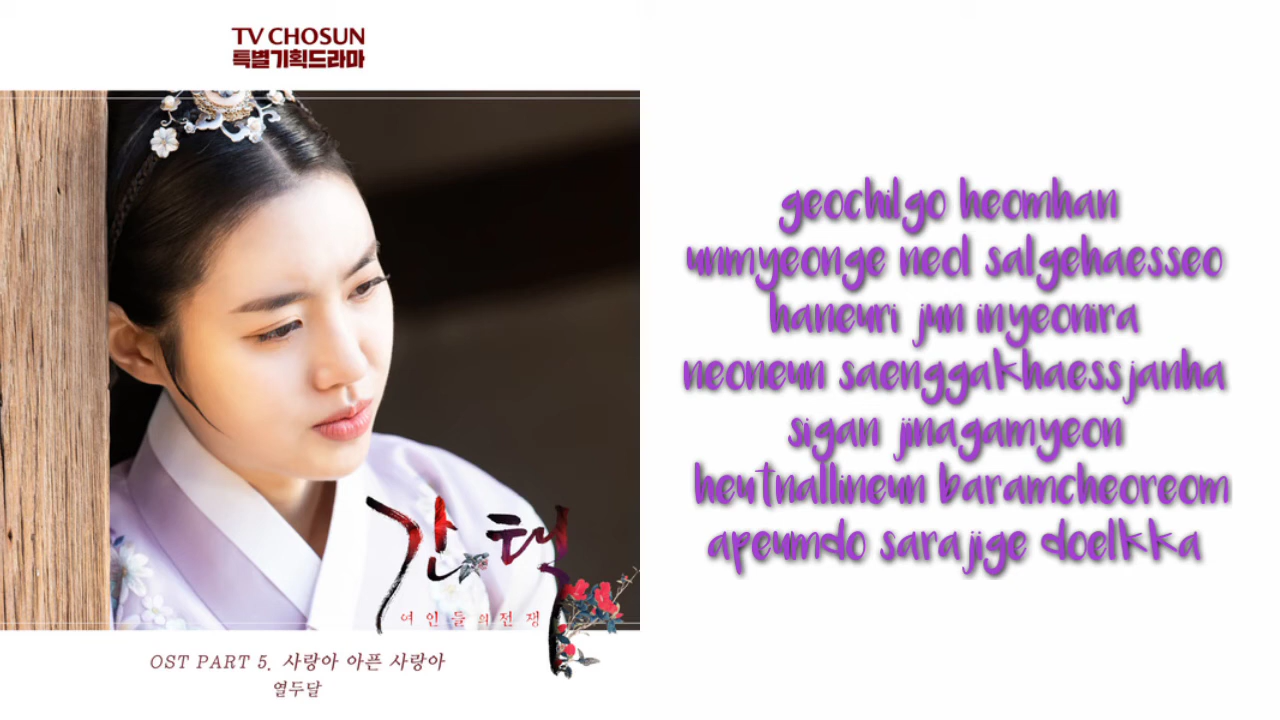 TV CHOSUN
특별기획드라마
간택
여인들의전쟁
OST PART 5. 사랑아 아픈 사랑아
열두달
geochilgo heomhan
unmyeonge neol salgehaesseo
haneuri jun inyeonira
neoneun saenggakhaessjanha
sigan jinagamyeon
heutnallineun baramcheoreom
apeumdo sarajige doelkka